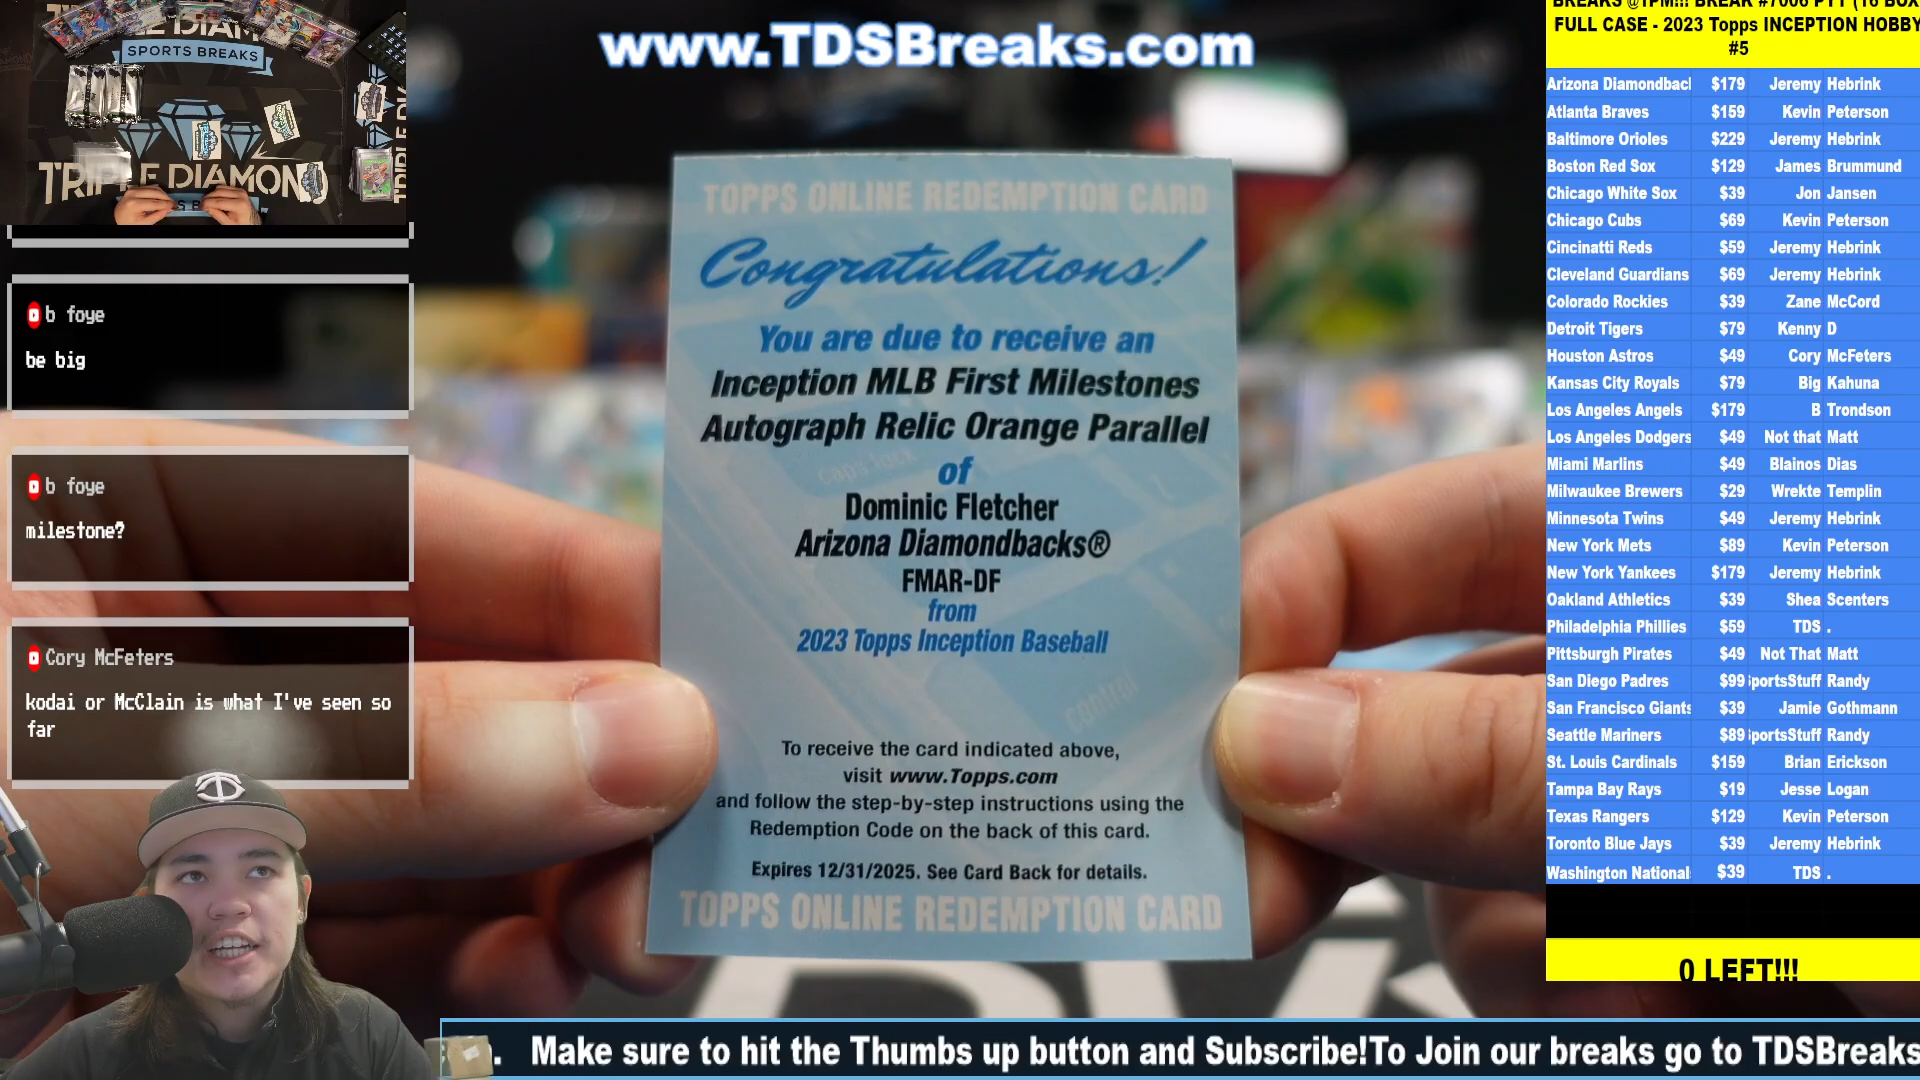 SPORTS BREAKS
TRIPLE DIAMOND
b foye
be big
b foye
milestone?
Cory McFeters
kodai or McClain is what I've seen so
far
www.TDSBreaks.com
TOPPS ONLINE REDEMPTION CARD
Congratulations!
You are due to receive an
Inception MLB First Milestones
Autograph Relic Orange Parallel
of
Dominic Fletcher
Arizona Diamondbacks®
FMAR-DF
from
2023 Topps Inception Baseball
caps lock
control
To receive the card indicated above,
visit www.Topps.com
and follow the step-by-step instructions using the
Redemption Code on the back of this card.
Expires 12/31/2025. See Card Back for details.
TOPPS ONLINE REDEMPTION CARD
BREAKS @1PM!!! BREAK #7006 PYT (16 BOX
FULL CASE - 2023 Topps INCEPTION HOBBY
#5
Arizona Diamondbac $179 Jeremy Hebrink
Atlanta Braves $159 Kevin Peterson
Baltimore Orioles $229 Jeremy Hebrink
Boston Red Sox $129 James Brummund
Chicago White Sox $39 Jon Jansen
Chicago Cubs $69 Kevin Peterson
Cincinatti Reds $59 Jeremy Hebrink
Cleveland Guardians $69 Jeremy Hebrink
Colorado Rockies $39 Zane McCord
Detroit Tigers $79 Kenny D
Houston Astros $49 Cory McFeters
Kansas City Royals $79 Big Kahuna
Los Angeles Angels $179 B Trondson
Los Angeles Dodgers $49 Not that Matt
Miami Marlins $49 Blainos Dias
Milwaukee Brewers $29 Wrekte Templin
Minnesota Twins $49 Jeremy Hebrink
New York Mets $89 Kevin Peterson
New York Yankees $179 Jeremy Hebrink
Oakland Athletics $39 Shea Scenters
Philadelphia Phillies $59 TDS .
Pittsburgh Pirates $49 Not That Matt
San Diego Padres $99 portsStuff Randy
San Francisco Giants $39 Jamie Gothmann
Seattle Mariners $89 portsStuff Randy
St. Louis Cardinals $159 Brian Erickson
Tampa Bay Rays $19 Jesse Logan
Texas Rangers $129 Kevin Peterson
Toronto Blue Jays $39 Jeremy Hebrink
Washington National $39 TDS .
0 LEFT!!!
Make sure to hit the Thumbs up button and Subscribe!To Join our breaks go to TDSBreaks